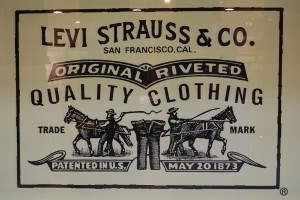 LEVI STRAUSS & CO.
SAN FRANCISCO, CAL.
ORIGINAL RIVETED
QUALITY CLOTHING
TRADE MARK
PATENTED IN U.S. MAY 20 1873
®